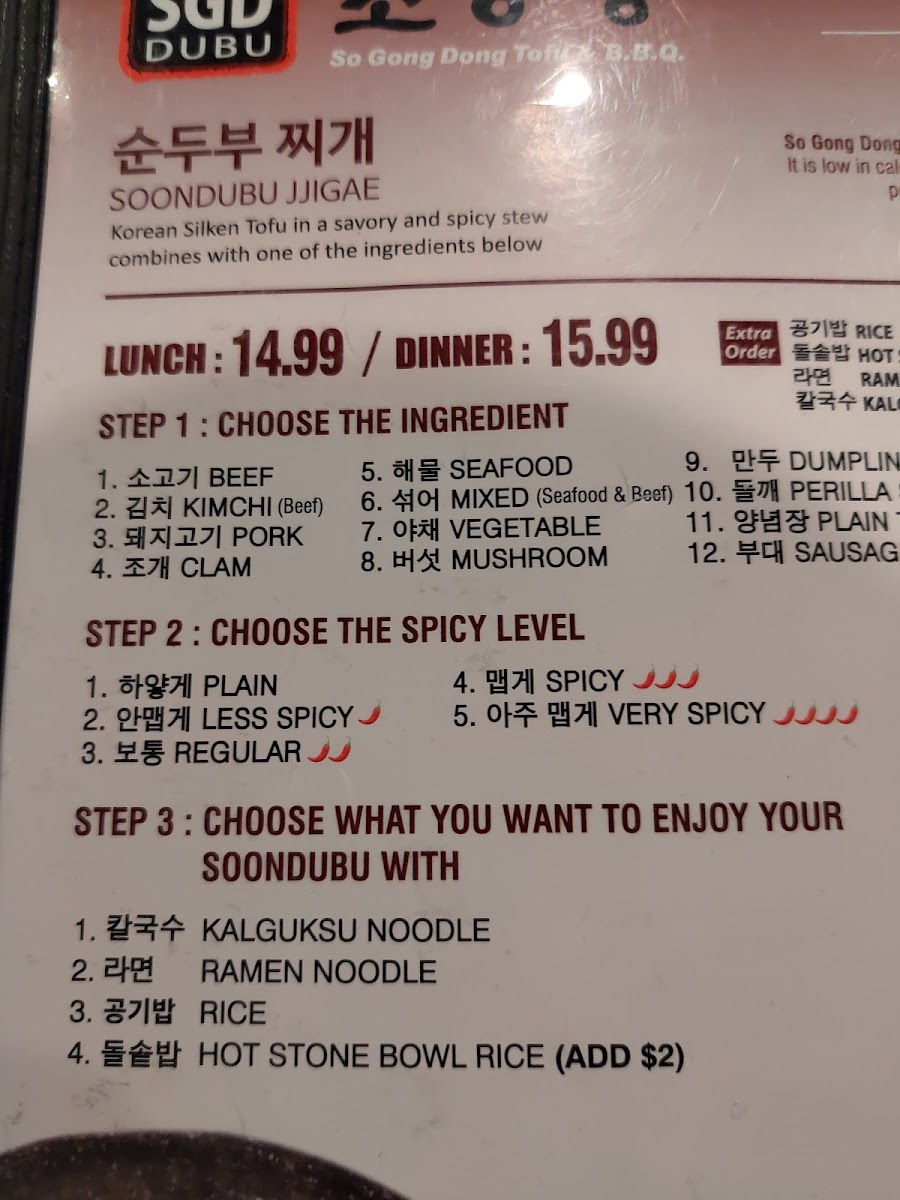 SGD
DUBU
So Gong Dong Tofu & B.B.Q.
순두부 찌개
SOONDUBU JJIGAE
Korean Silken Tofu in a savory and spicy stew
combines with one of the ingredients below
So Gong Dong
It is low in
LUNCH : 14.99 / DINNER : 15.99
Extra
Order
공기밥 RICE
돌솥밥 HOT
라면
칼국수
STEP 1 : CHOOSE THE INGREDIENT
1. 소고기 BEEF
2. 김치 KIMCHI (Beef)
3. 돼지고기 PORK
4. 조개 CLAM
5. 해물 SEAFOOD
6. 섞어 MIXED (Seafood & Beef)
7. 야채 VEGETABLE
8. 버섯 MUSHROOM
9. 만두 DUMPLIN
10. 들깨 PERILLA
11. 양념장 PLAIN
12. 부대 SAUSAG
STEP 2 : CHOOSE THE SPICY LEVEL
1. 하얗게 PLAIN
2. 안맵게 LESS SPICY
3. 보통 REGULAR
4. 맵게 SPICY
5. 아주 맵게 VERY SPICY
STEP 3 : CHOOSE WHAT YOU WANT TO ENJOY YOUR
SOONDUBU WITH
1. 칼국수 KALGUKSU NOODLE
2. 라면 RAMEN NOODLE
3. 공기밥 RICE
4. 돌솥밥 HOT STONE BOWL RICE (ADD $2)